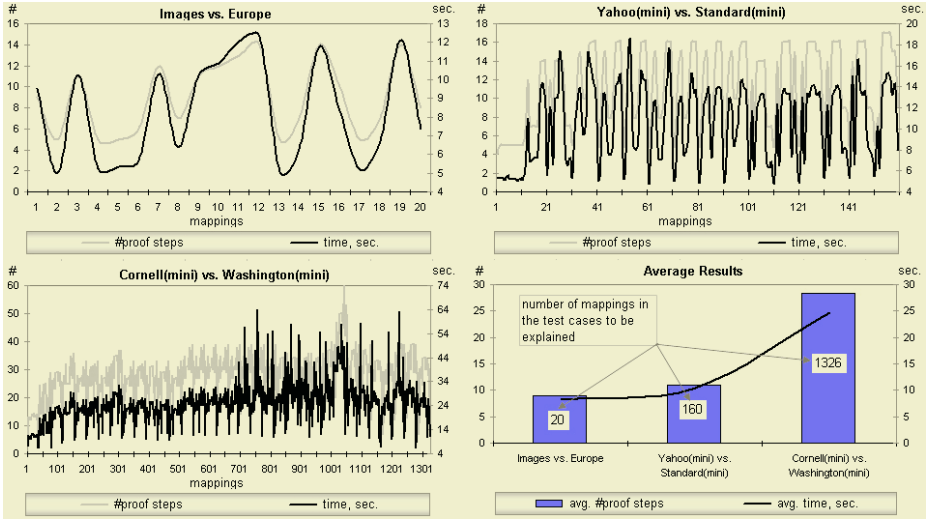 # Images vs. Europe sec.
16 13
14 12
12 11
10 10
8 9
6 8
4 7
2 6
0 5
4
1 2 3 4 5 6 7 8 9 10 11 12 13 14 15 16 17 18 19 20
mappings
#proof steps time, sec.
# Yahoo(mini) vs. Standard(mini) sec.
18 20
16 18
14 16
12 14
10 12
8 10
6 8
4 6
2 4
0
1 21 41 61 81 101 121 141
mappings
#proof steps time, sec.
# Cornell(mini) vs. Washington(mini) sec.
60 74
50 64
40 54
30 44
20 34
10 24
0 14
4
1 101 201 301 401 501 601 701 801 901 1001 1101 1201 1301
mappings
#proof steps time, sec.
# Average Results sec.
30 30
25 25
20 20
15 15
10 10
5 5
0 0
number of mappings in
the test cases to be
explained
20 160 1326
Images vs. Europe Yahoo(mini) vs. Cornell(mini) vs.
Standard(mini) Washington(mini)
avg. #proof steps avg. time, sec.